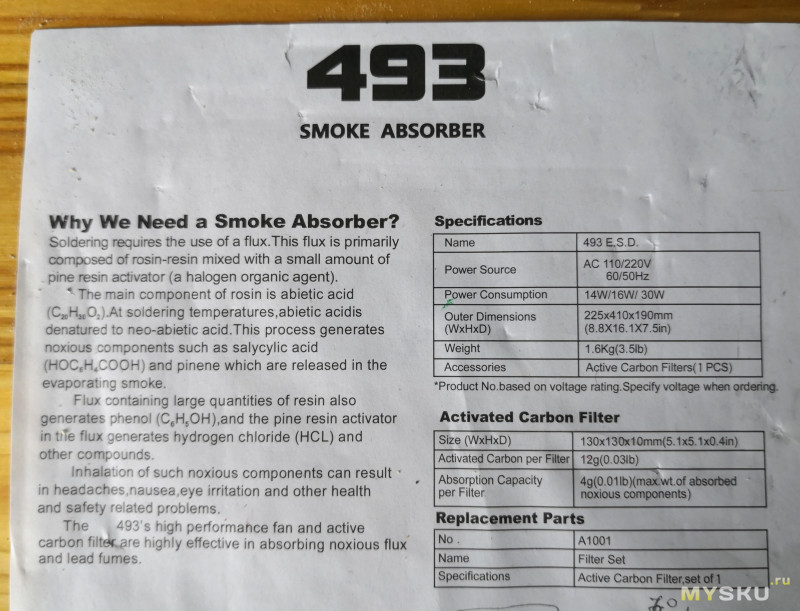 493
SMOKE ABSORBER
Why We Need a Smoke Absorber?
Soldering requires the use of a flux.This flux is primarily
composed of rosin-resin mixed with a small amount of
pine resin activator (a halogen organic agent).
The main component of rosin is abietic acid
(C₂₀H₃₀O₂).At soldering temperatures,abietic acidis
denatured to neo-abietic acid.This process generates
noxious components such as salycylic acid
(HOC₆H₄COOH) and pinene which are released in the
evaporating smoke.
Flux containing large quantities of resin also
generates phenol (C₆H₅OH),and the pine resin activator
in the flux generates hydrogen chloride (HCL) and
other compounds.
Inhalation of such noxious components can result
in headaches,nausea,eye irritation and other health
and safety related problems.
The 493's high performance fan and active
carbon filter are highly effective in absorbing noxious flux
and lead fumes.
Specifications
Name 493 E.S.D.
Power Source AC 110/220V
60/50Hz
Power Consumption 14W/16W/ 30W
Outer Dimensions 225x410x190mm
(WxHxD) (8.8X16.1X7.5in)
Weight 1.6Kg(3.5lb)
Accessories Active Carbon Filters(1 PCS)
*Product No.based on voltage rating.Specify voltage when ordering.
Activated Carbon Filter
Size (WxHxD) 130x130x10mm(5.1x5.1x0.4in)
Activated Carbon per Filter 12g(0.03lb)
Absorption Capacity 4g(0.01lb)(max.wt.of absorbed
per Filter noxious components)
Replacement Parts
No . A1001
Name Filter Set
Specifications Active Carbon Filter,set of 1
MYSKU.ru